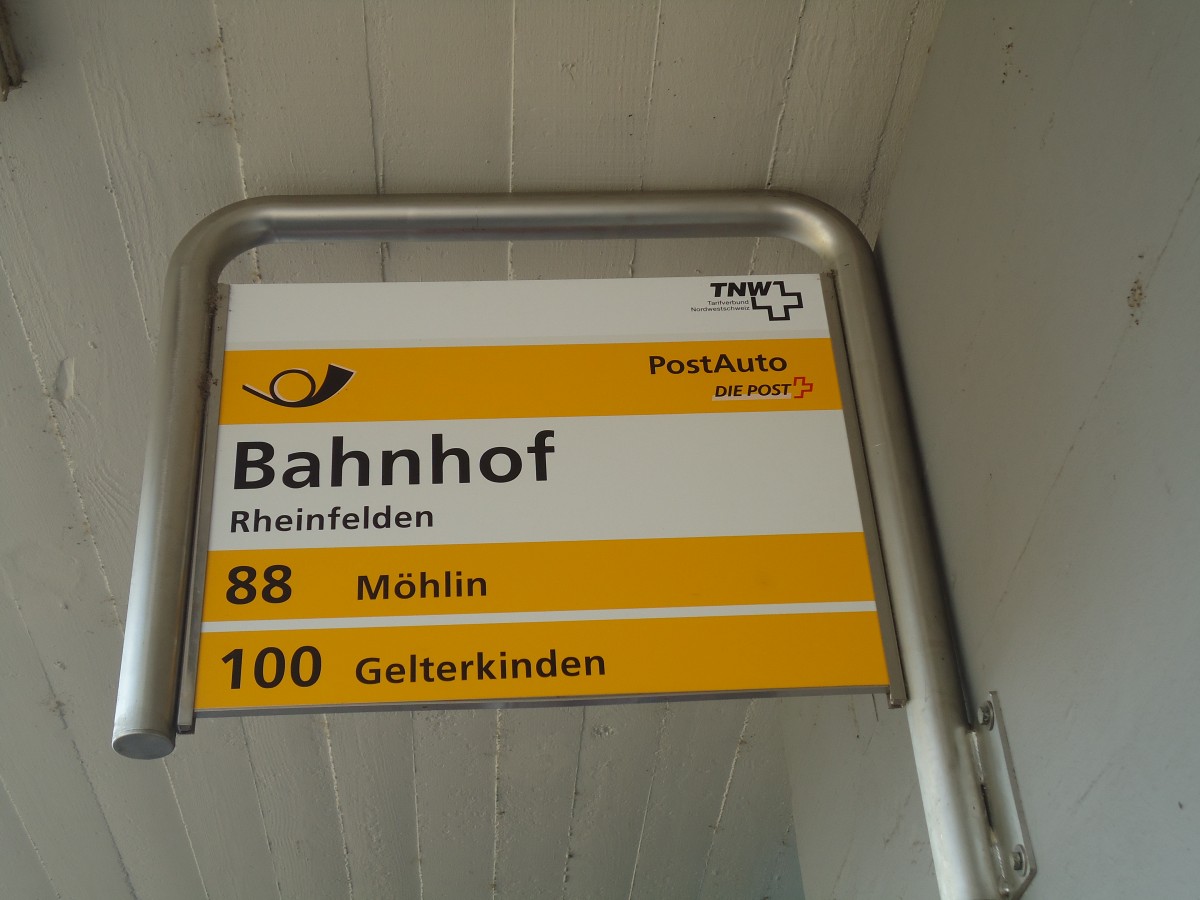 TNW
Tarifverbund
Nordwestschweiz
PostAuto
DIE POST
Bahnhof
Rheinfelden
88 Möhlin
100 Gelterkinden